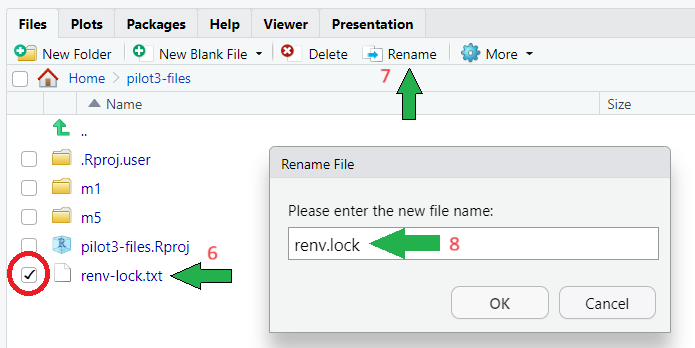 Files Plots Packages Help Viewer Presentation
New Folder New Blank File Delete Rename More
7
Home pilot3-files
Name Size
..
.Rproj.user
m1
m5
pilot3-files.Rproj
6
renv-lock.txt
Rename File
Please enter the new file name:
renv.lock 8
OK Cancel